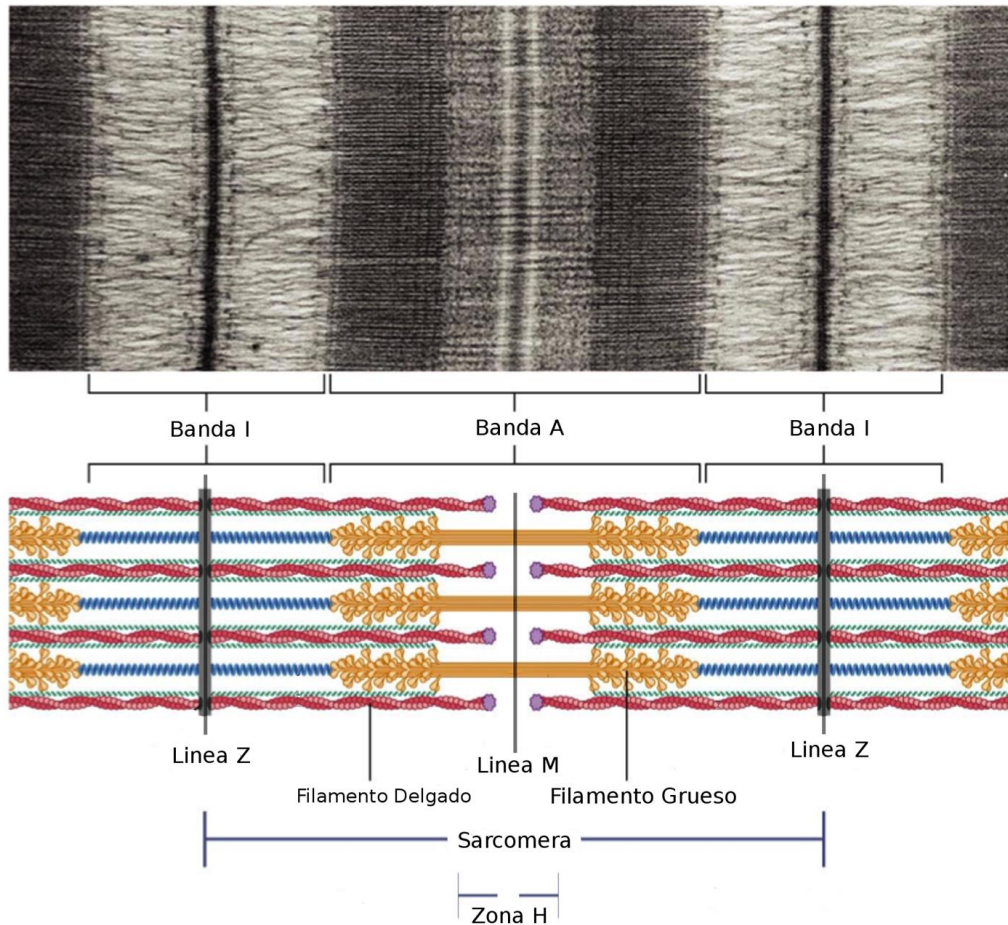 Banda I
Banda A
Banda I
Linea Z
Linea M
Linea Z
Filamento Delgado
Filamento Grueso
Sarcomera
Zona H